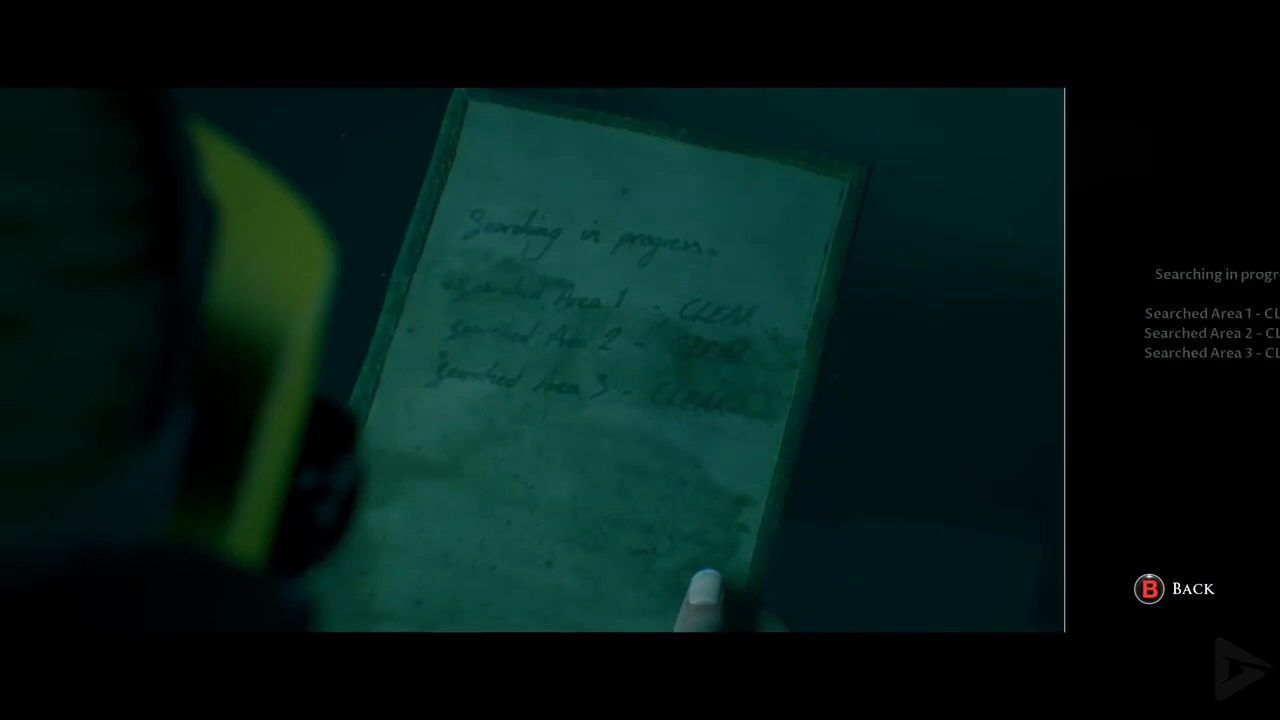 Searching in progress.
Searched Area 1 - CLEAR
Searched Area 2 - CLEAR
Searched Area 3 - CLEAR
Searching in progr
Searched Area 1 - CL
Searched Area 2 - CL
Searched Area 3 - CL
B BACK